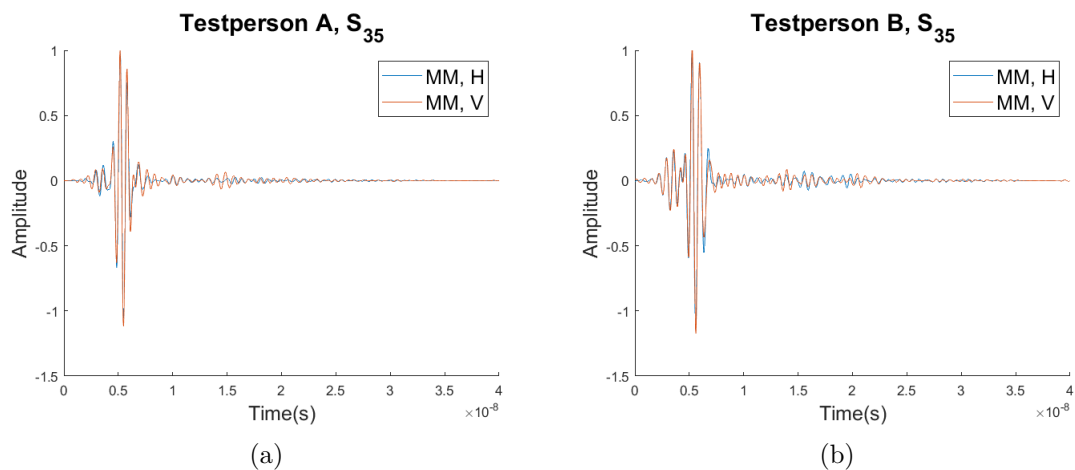 Testperson A, S35
1
0.5
0
-0.5
-1
-1.5
Amplitude
MM, H
MM, V
0 0.5 1 1.5 2 2.5 3 3.5 4
Time(s)
×10-8
(a)
Testperson B, S35
1
0.5
0
-0.5
-1
-1.5
Amplitude
MM, H
MM, V
0 0.5 1 1.5 2 2.5 3 3.5 4
Time(s)
×10-8
(b)